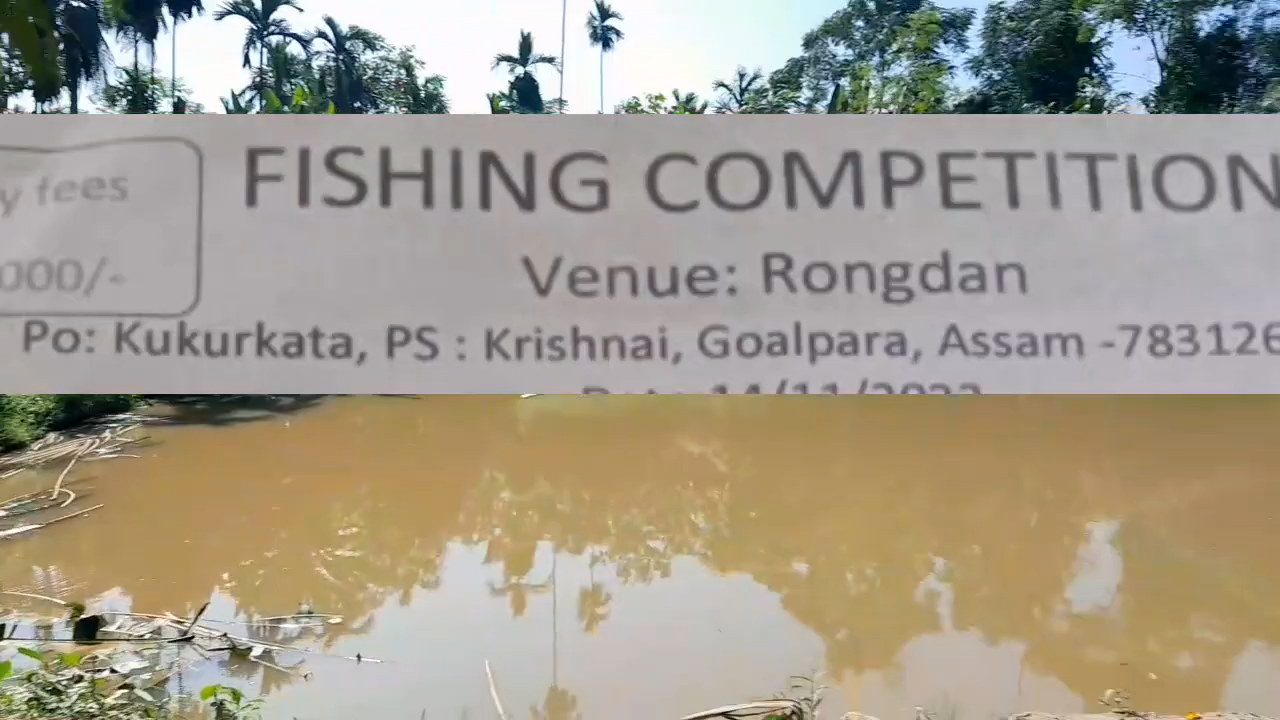 fees
FISHING COMPETITION
000/-
Venue: Rongdan
Po: Kukurkata, PS : Krishnai, Goalpara, Assam -783126